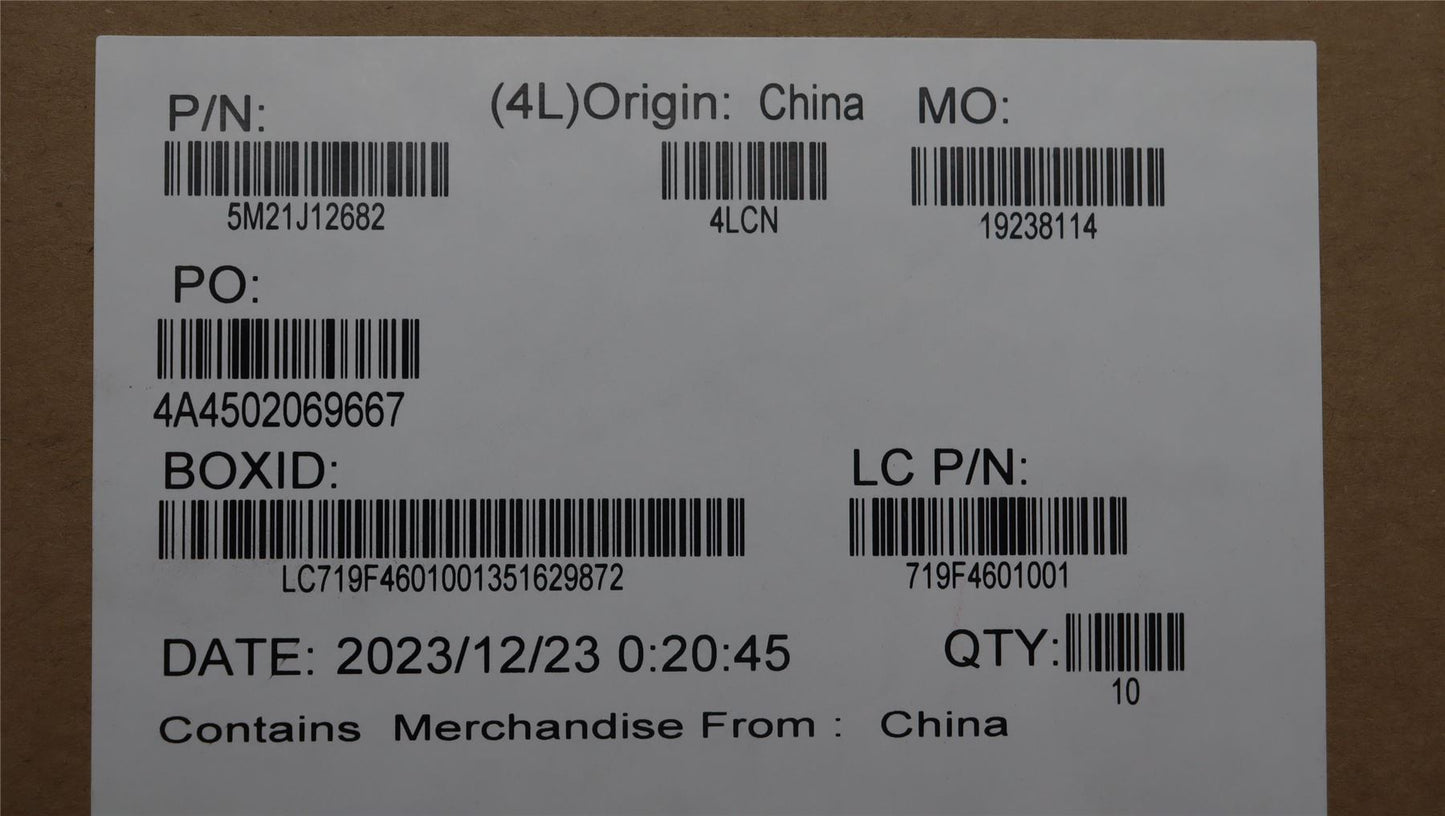 P/N: (4L)Origin: China MO:
5M21J12682 4LCN 19238114
PO:
4A4502069667
BOXID: LC P/N:
LC719F4601001351629872 719F4601001
DATE: 2023/12/23 0:20:45 QTY:
10
Contains Merchandise From : China